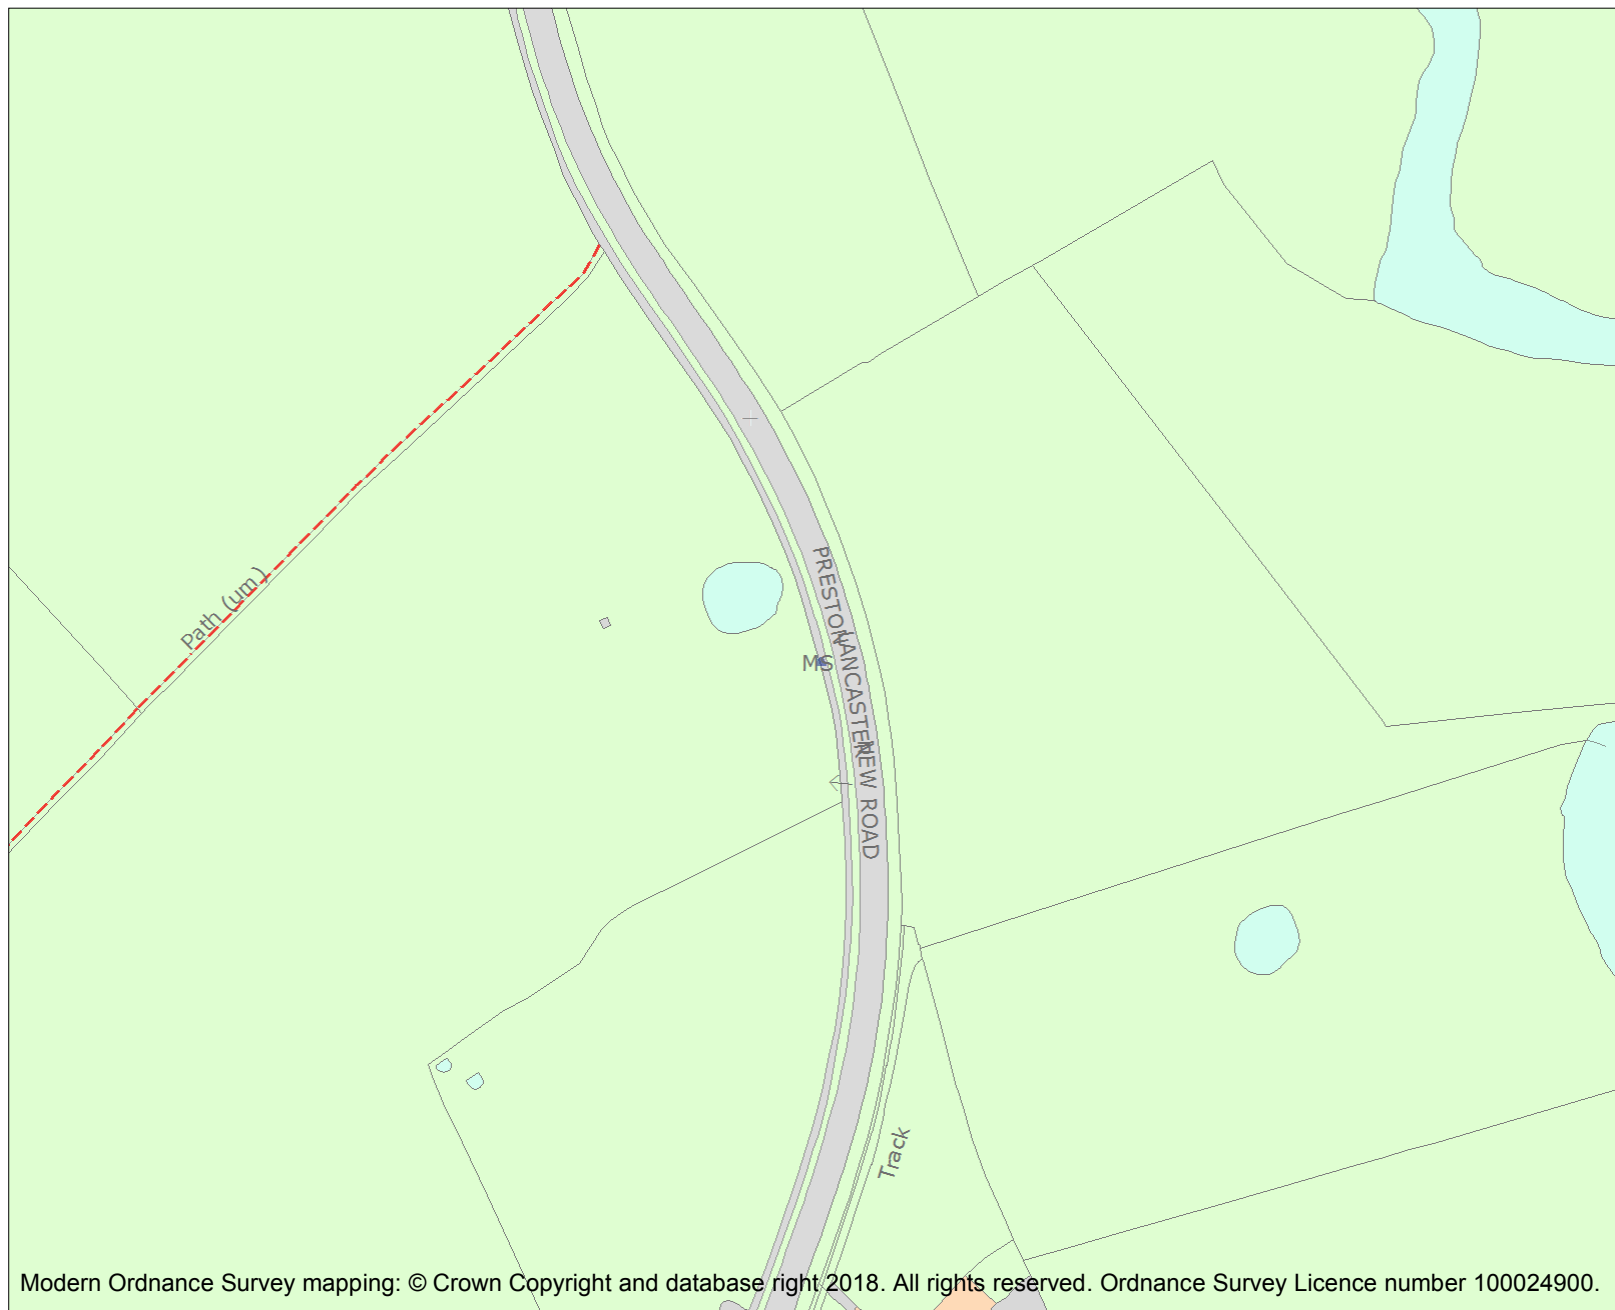 PRESTON
LANCASTER
NEW ROAD
Path (um)
MS
Track
Modern Ordnance Survey mapping: © Crown Copyright and database right 2018. All rights reserved. Ordnance Survey Licence number 100024900.